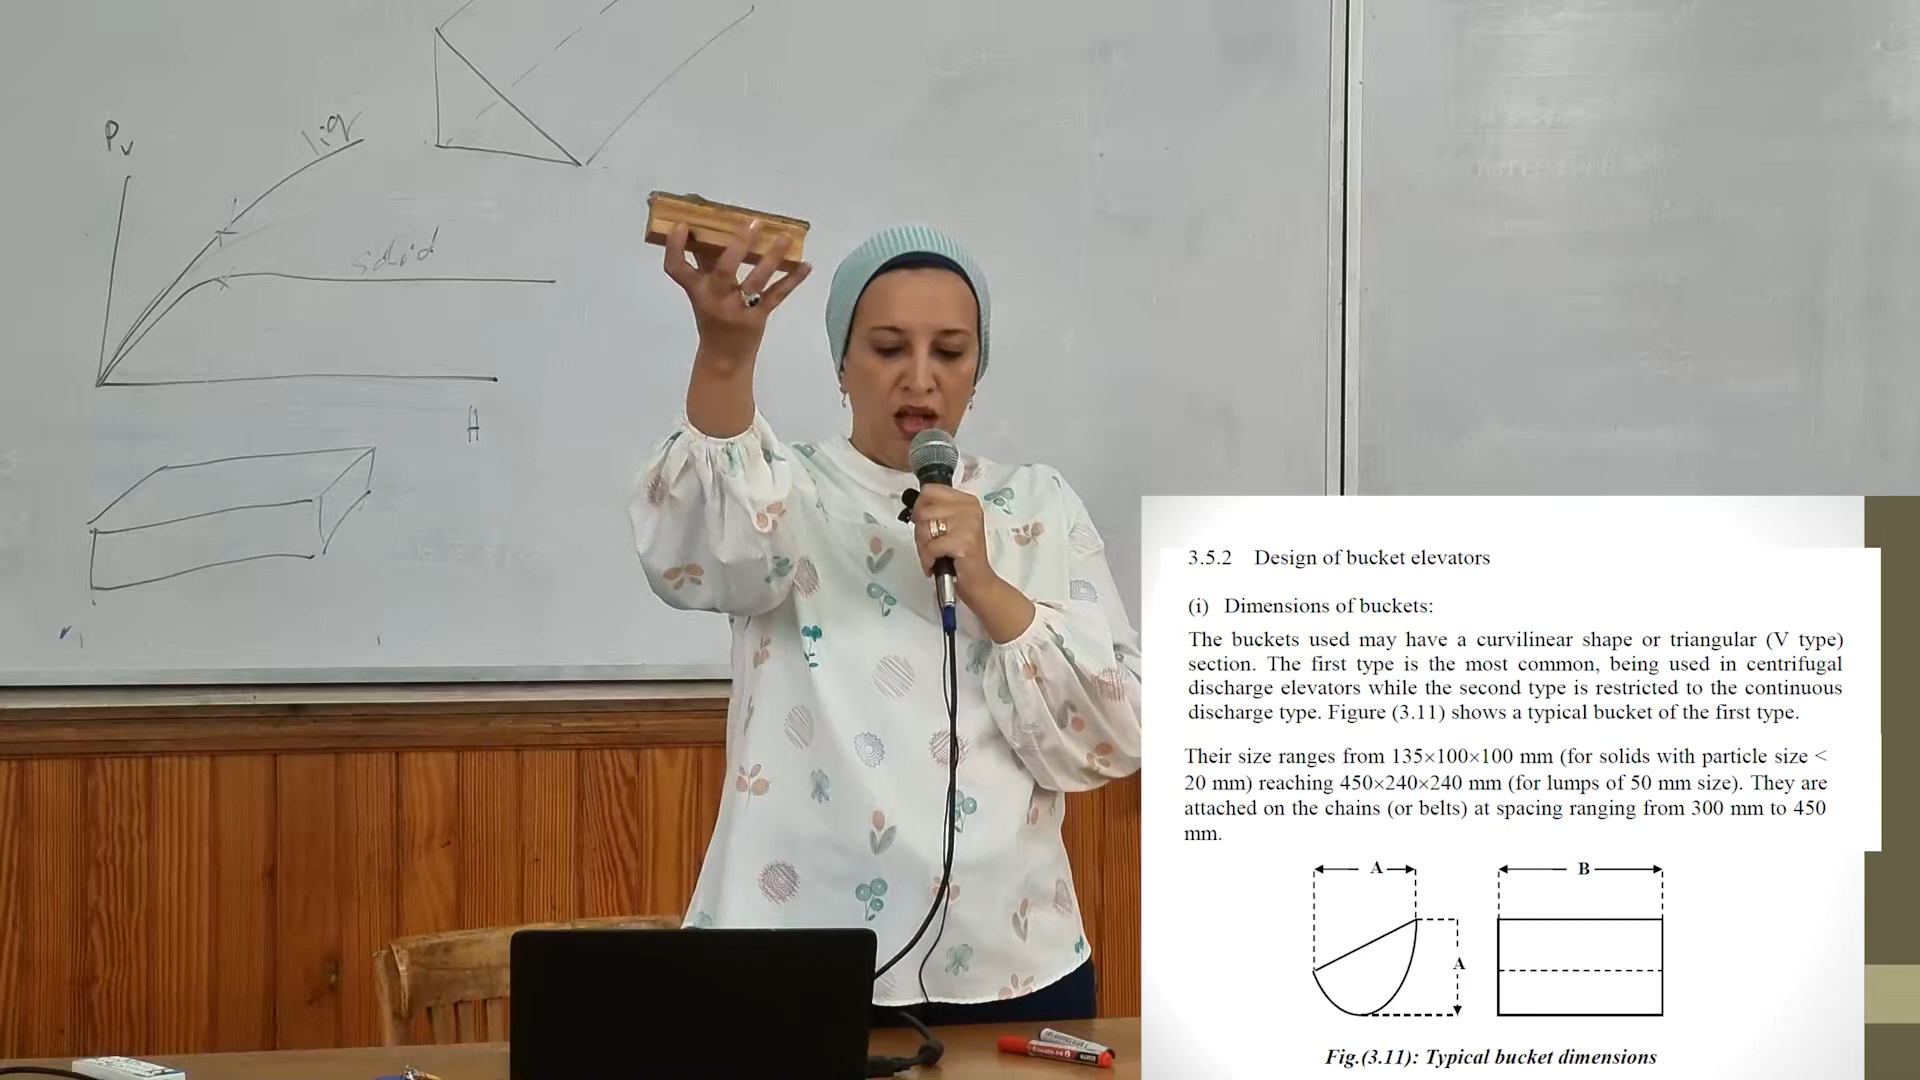 Pv
liq
solid
H
3.5.2 Design of bucket elevators
(i) Dimensions of buckets:
The buckets used may have a curvilinear shape or triangular (V type)
section. The first type is the most common, being used in centrifugal
discharge elevators while the second type is restricted to the continuous
discharge type. Figure (3.11) shows a typical bucket of the first type.
Their size ranges from 135×100×100 mm (for solids with particle size <
20 mm) reaching 450×240×240 mm (for lumps of 50 mm size). They are
attached on the chains (or belts) at spacing ranging from 300 mm to 450
mm.
A
B
A
Fig.(3.11): Typical bucket dimensions